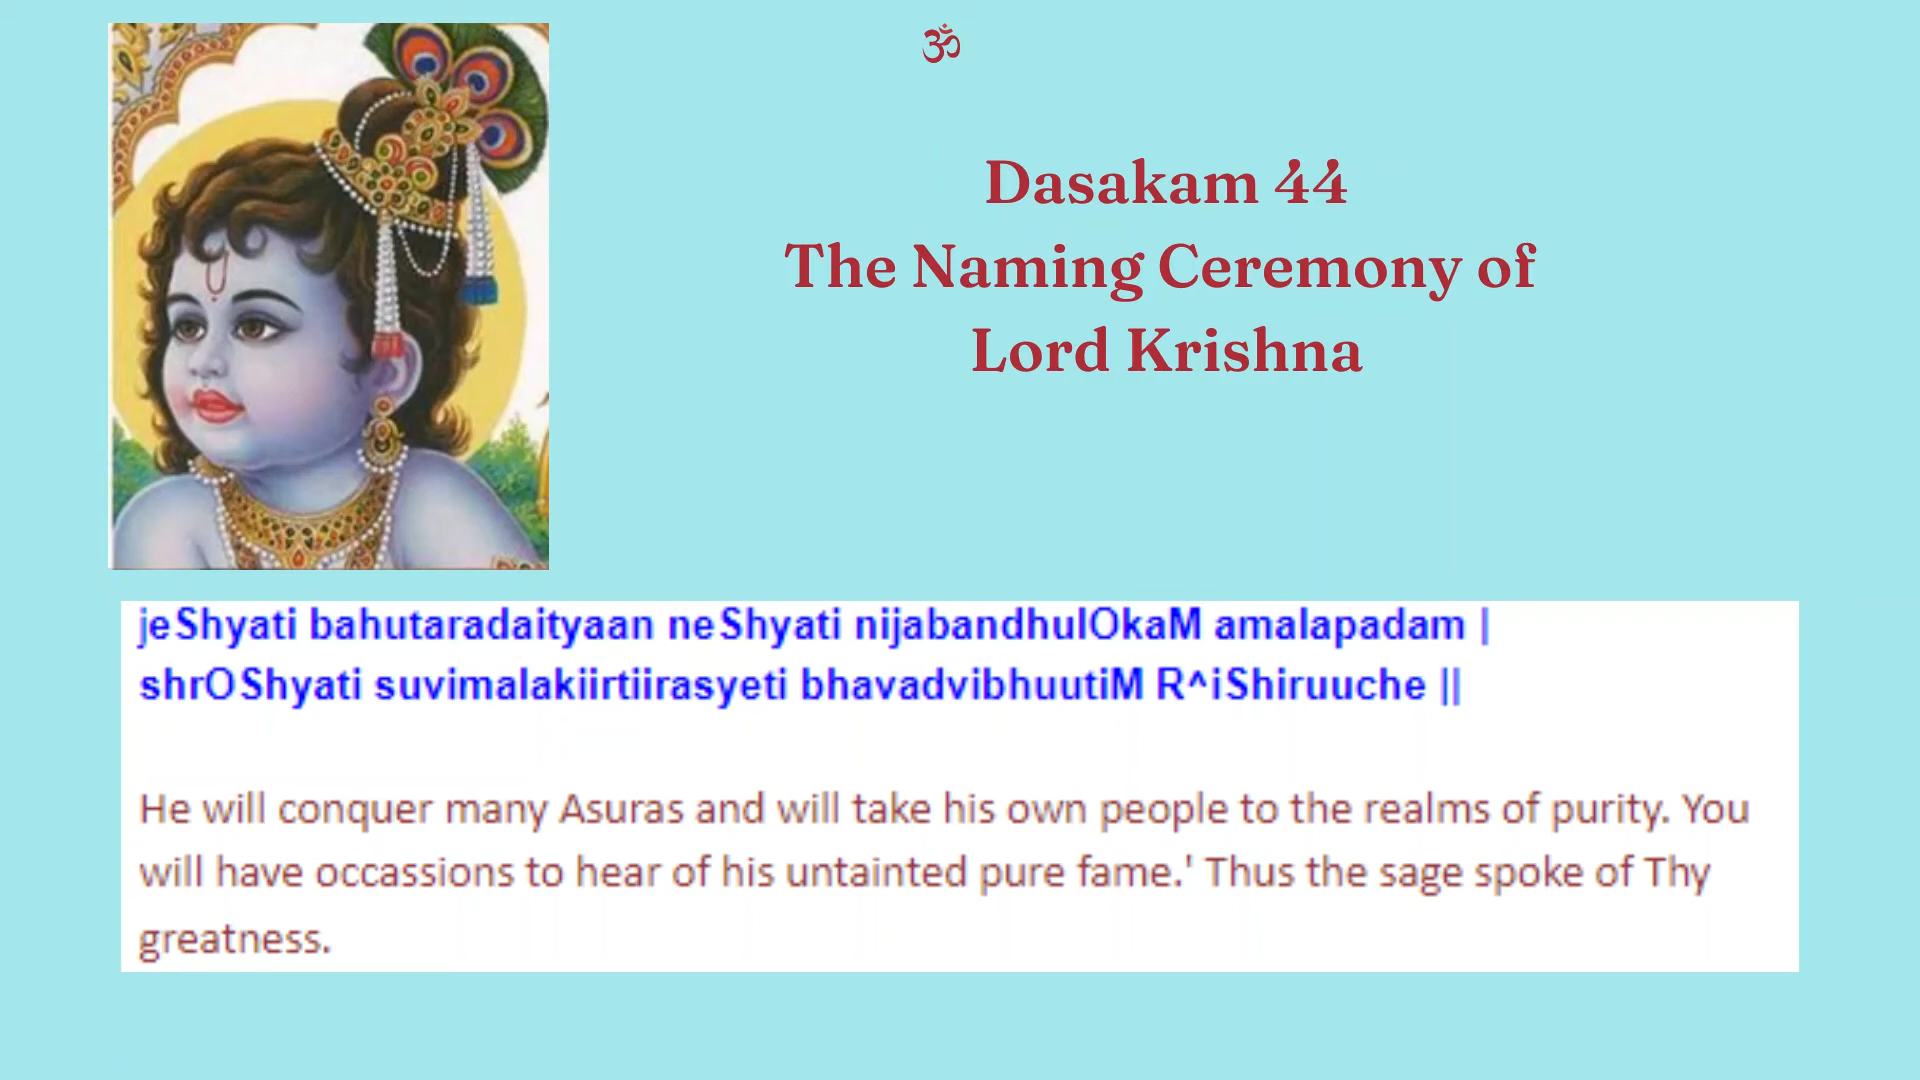 ॐ
Dasakam 44
The Naming Ceremony of
Lord Krishna
jeShyati bahutaradaityaan neShyati nijabandhulOkaM amalapadam |
shrOShyati suvimalakiirtiirasyeti bhavadvibhuutiM R^iShiruuche ||
He will conquer many Asuras and will take his own people to the realms of purity. You
will have occassions to hear of his untainted pure fame.' Thus the sage spoke of Thy
greatness.